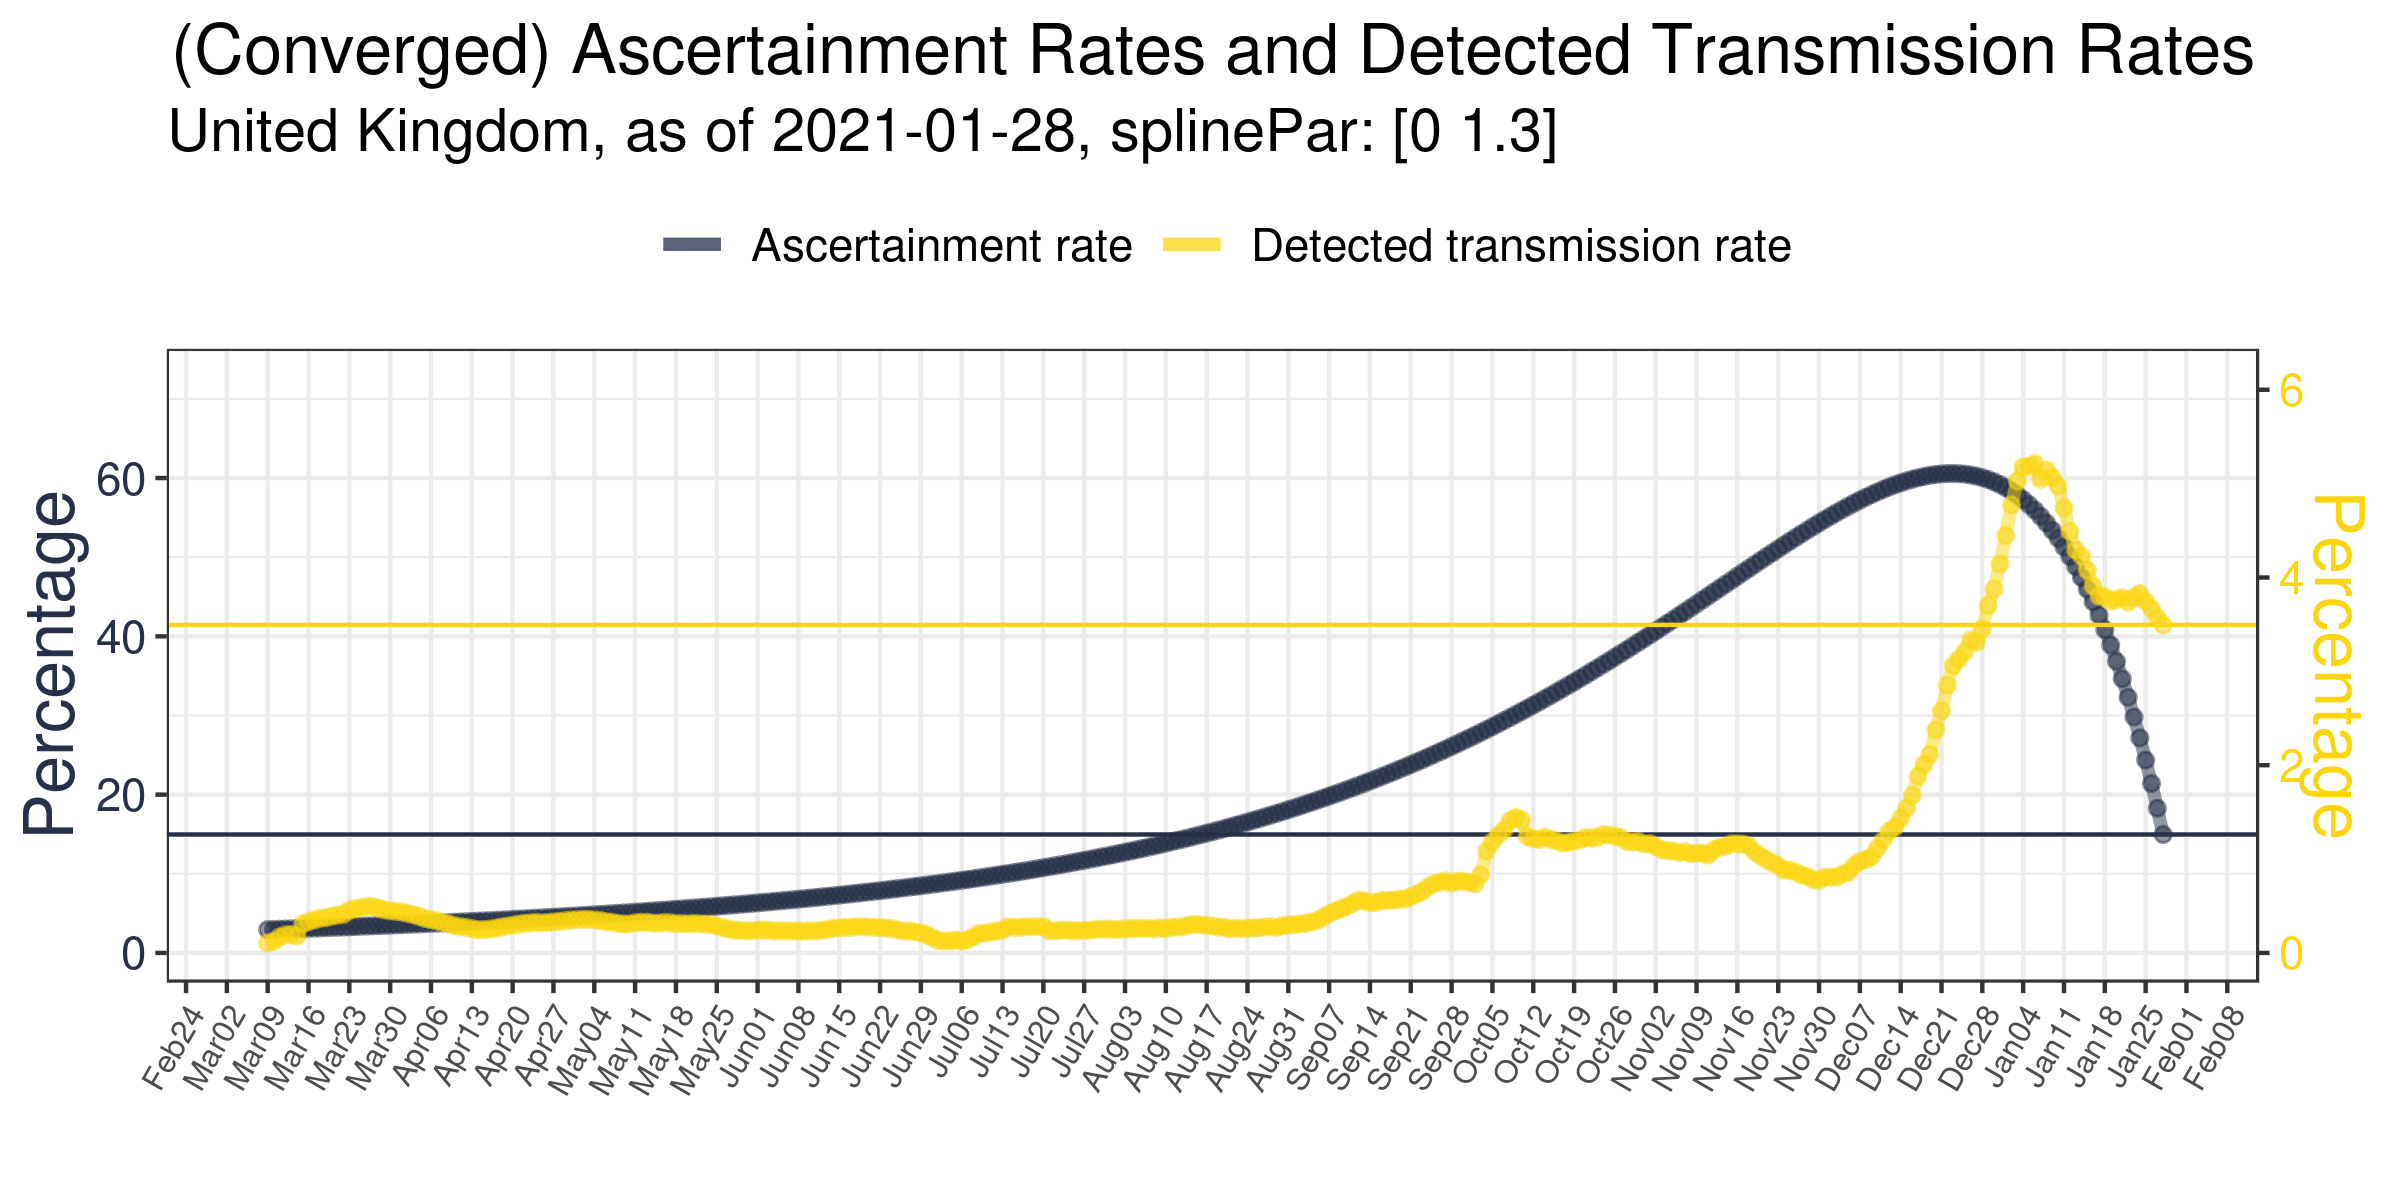 (Converged) Ascertainment Rates and Detected Transmission Rates
United Kingdom, as of 2021-01-28, splinePar: [0 1.3]
Ascertainment rate Detected transmission rate
Percentage
60
40
20
0
6
4
2
0
Percentage
Feb24 Mar02 Mar09 Mar16 Mar23 Mar30 Apr06 Apr13 Apr20 Apr27 May04 May11 May18 May25 Jun01 Jun08 Jun15 Jun22 Jun29 Jul06 Jul13 Jul20 Jul27 Aug03 Aug10 Aug17 Aug24 Aug31 Sep07 Sep14 Sep21 Sep28 Oct05 Oct12 Oct19 Oct26 Nov02 Nov09 Nov16 Nov23 Nov30 Dec07 Dec14 Dec21 Dec28 Jan04 Jan11 Jan18 Jan25 Feb01 Feb08